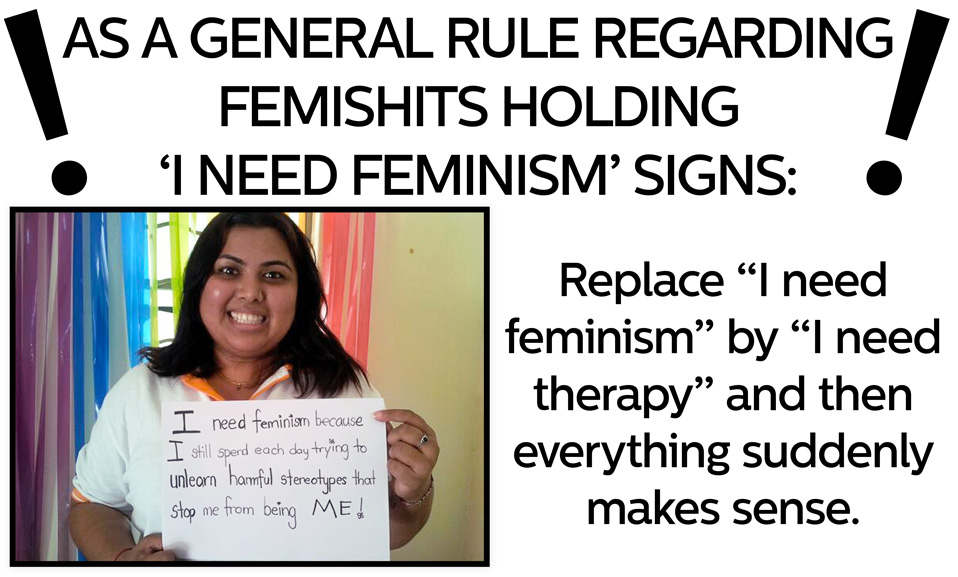 AS A GENERAL RULE REGARDING
FEMISHITS HOLDING
‘I NEED FEMINISM’ SIGNS:
I need feminism because
I still spend each day trying to
unlearn harmful stereotypes that
stop me from being ME!
Replace “I need
feminism” by “I need
therapy” and then
everything suddenly
makes sense.